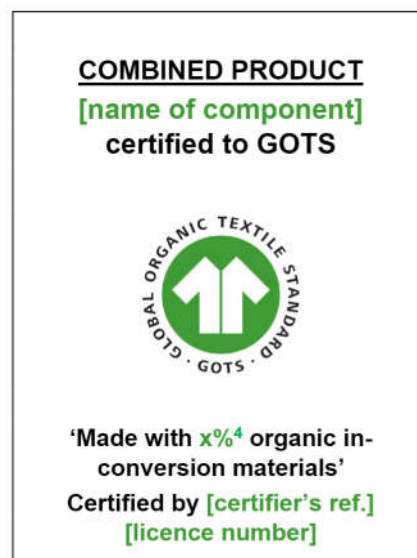 COMBINED PRODUCT
[name of component]
certified to GOTS
GLOBAL ORGANIC TEXTILE STANDARD
· GOTS ·
‘Made with x%⁴ organic in-
conversion materials’
Certified by [certifier’s ref.]
[licence number]